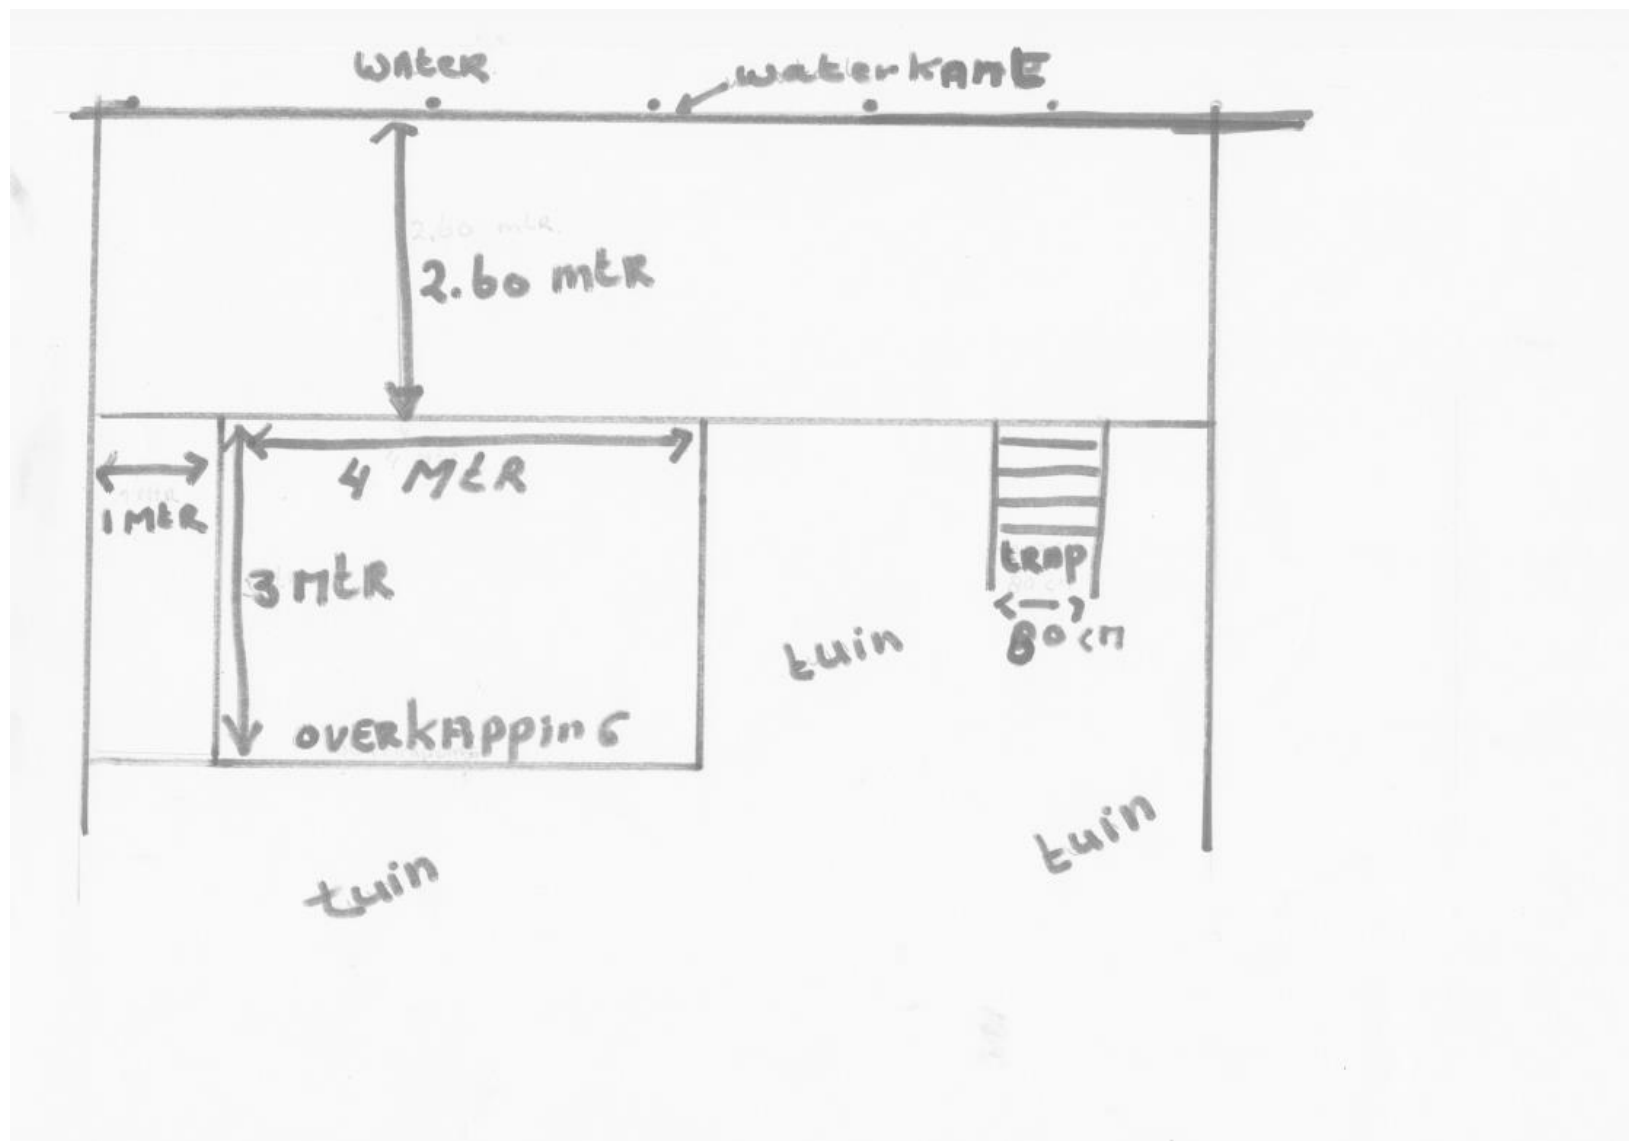 WATER
waterkANtE
2.60 mtR
4 MtR
1 MtR
3 MtR
tRAP
80 cm
tuin
OVERKAppinG
tuin
tuin